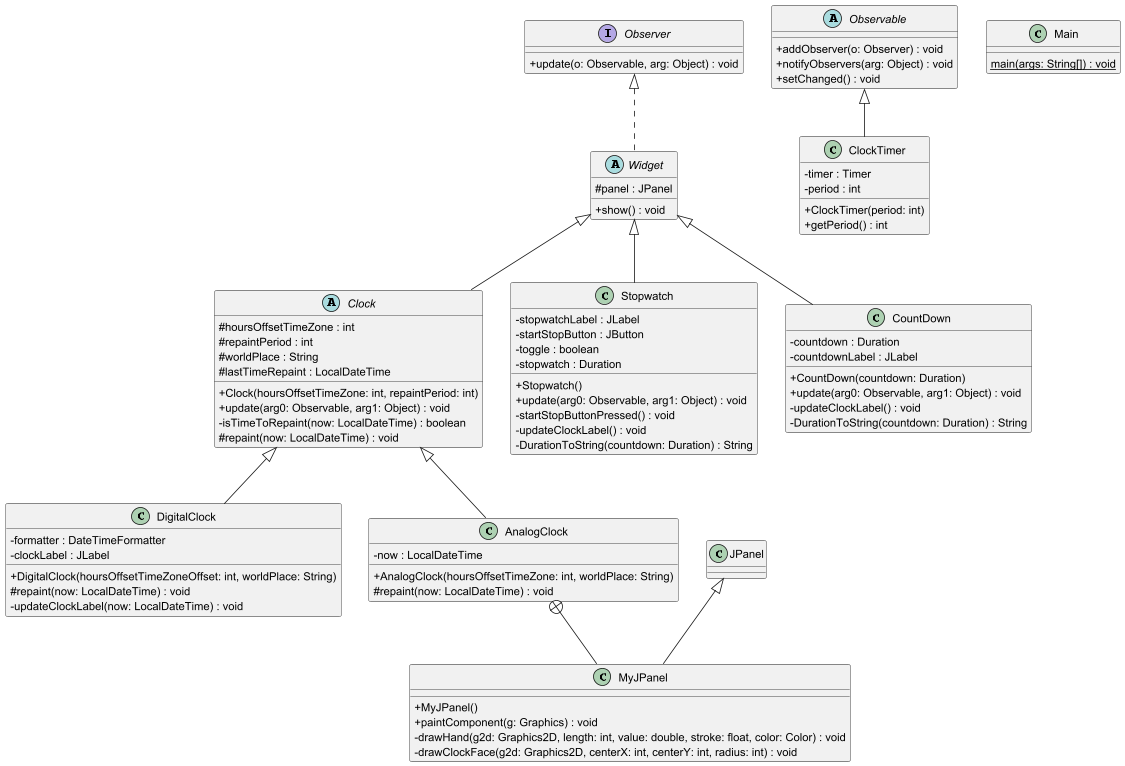 I Observer
+update(o: Observable, arg: Object) : void
A Observable
+addObserver(o: Observer) : void
+notifyObservers(arg: Object) : void
+setChanged() : void
C Main
main(args: String[]) : void
A Widget
#panel : JPanel
+show() : void
C ClockTimer
-timer : Timer
-period : int
+ClockTimer(period: int)
+getPeriod() : int
A Clock
#hoursOffsetTimeZone : int
#repaintPeriod : int
#worldPlace : String
#lastTimeRepaint : LocalDateTime
+Clock(hoursOffsetTimeZone: int, repaintPeriod: int)
+update(arg0: Observable, arg1: Object) : void
-isTimeToRepaint(now: LocalDateTime) : boolean
#repaint(now: LocalDateTime) : void
C Stopwatch
-stopwatchLabel : JLabel
-startStopButton : JButton
-toggle : boolean
-stopwatch : Duration
+Stopwatch()
+update(arg0: Observable, arg1: Object) : void
-startStopButtonPressed() : void
-updateClockLabel() : void
-DurationToString(countdown: Duration) : String
C CountDown
-countdown : Duration
-countdownLabel : JLabel
+CountDown(countdown: Duration)
+update(arg0: Observable, arg1: Object) : void
-updateClockLabel() : void
-DurationToString(countdown: Duration) : String
C DigitalClock
-formatter : DateTimeFormatter
-clockLabel : JLabel
+DigitalClock(hoursOffsetTimeZoneOffset: int, worldPlace: String)
#repaint(now: LocalDateTime) : void
-updateClockLabel(now: LocalDateTime) : void
C AnalogClock
-now : LocalDateTime
+AnalogClock(hoursOffsetTimeZone: int, worldPlace: String)
#repaint(now: LocalDateTime) : void
C JPanel
C MyJPanel
+MyJPanel()
+paintComponent(g: Graphics) : void
-drawHand(g2d: Graphics2D, length: int, value: double, stroke: float, color: Color) : void
-drawClockFace(g2d: Graphics2D, centerX: int, centerY: int, radius: int) : void